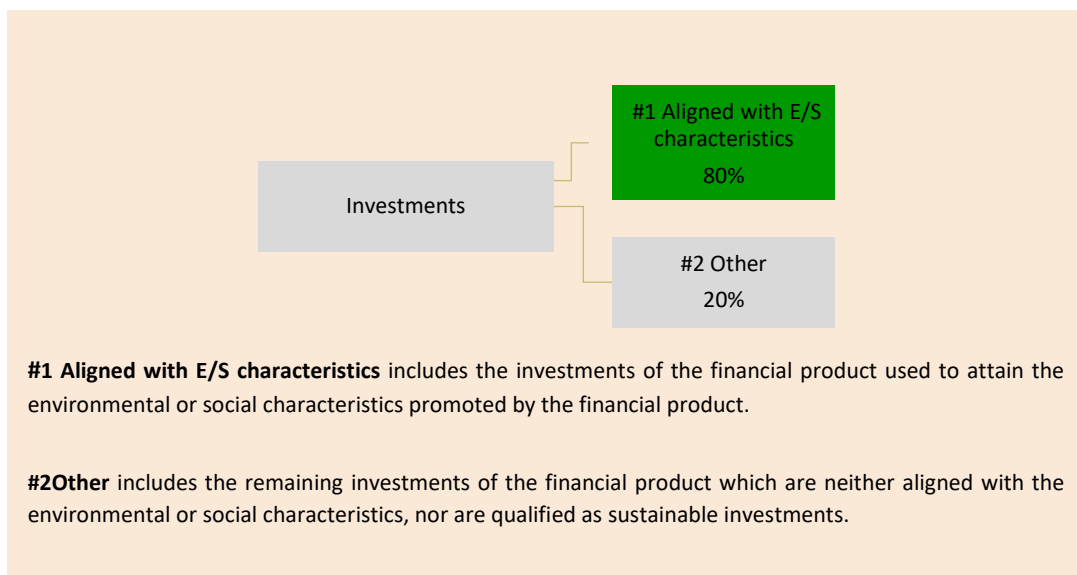 #1 Aligned with E/S
characteristics
80%
Investments
#2 Other
20%
#1 Aligned with E/S characteristics includes the investments of the financial product used to attain the
environmental or social characteristics promoted by the financial product.
#2Other includes the remaining investments of the financial product which are neither aligned with the
environmental or social characteristics, nor are qualified as sustainable investments.